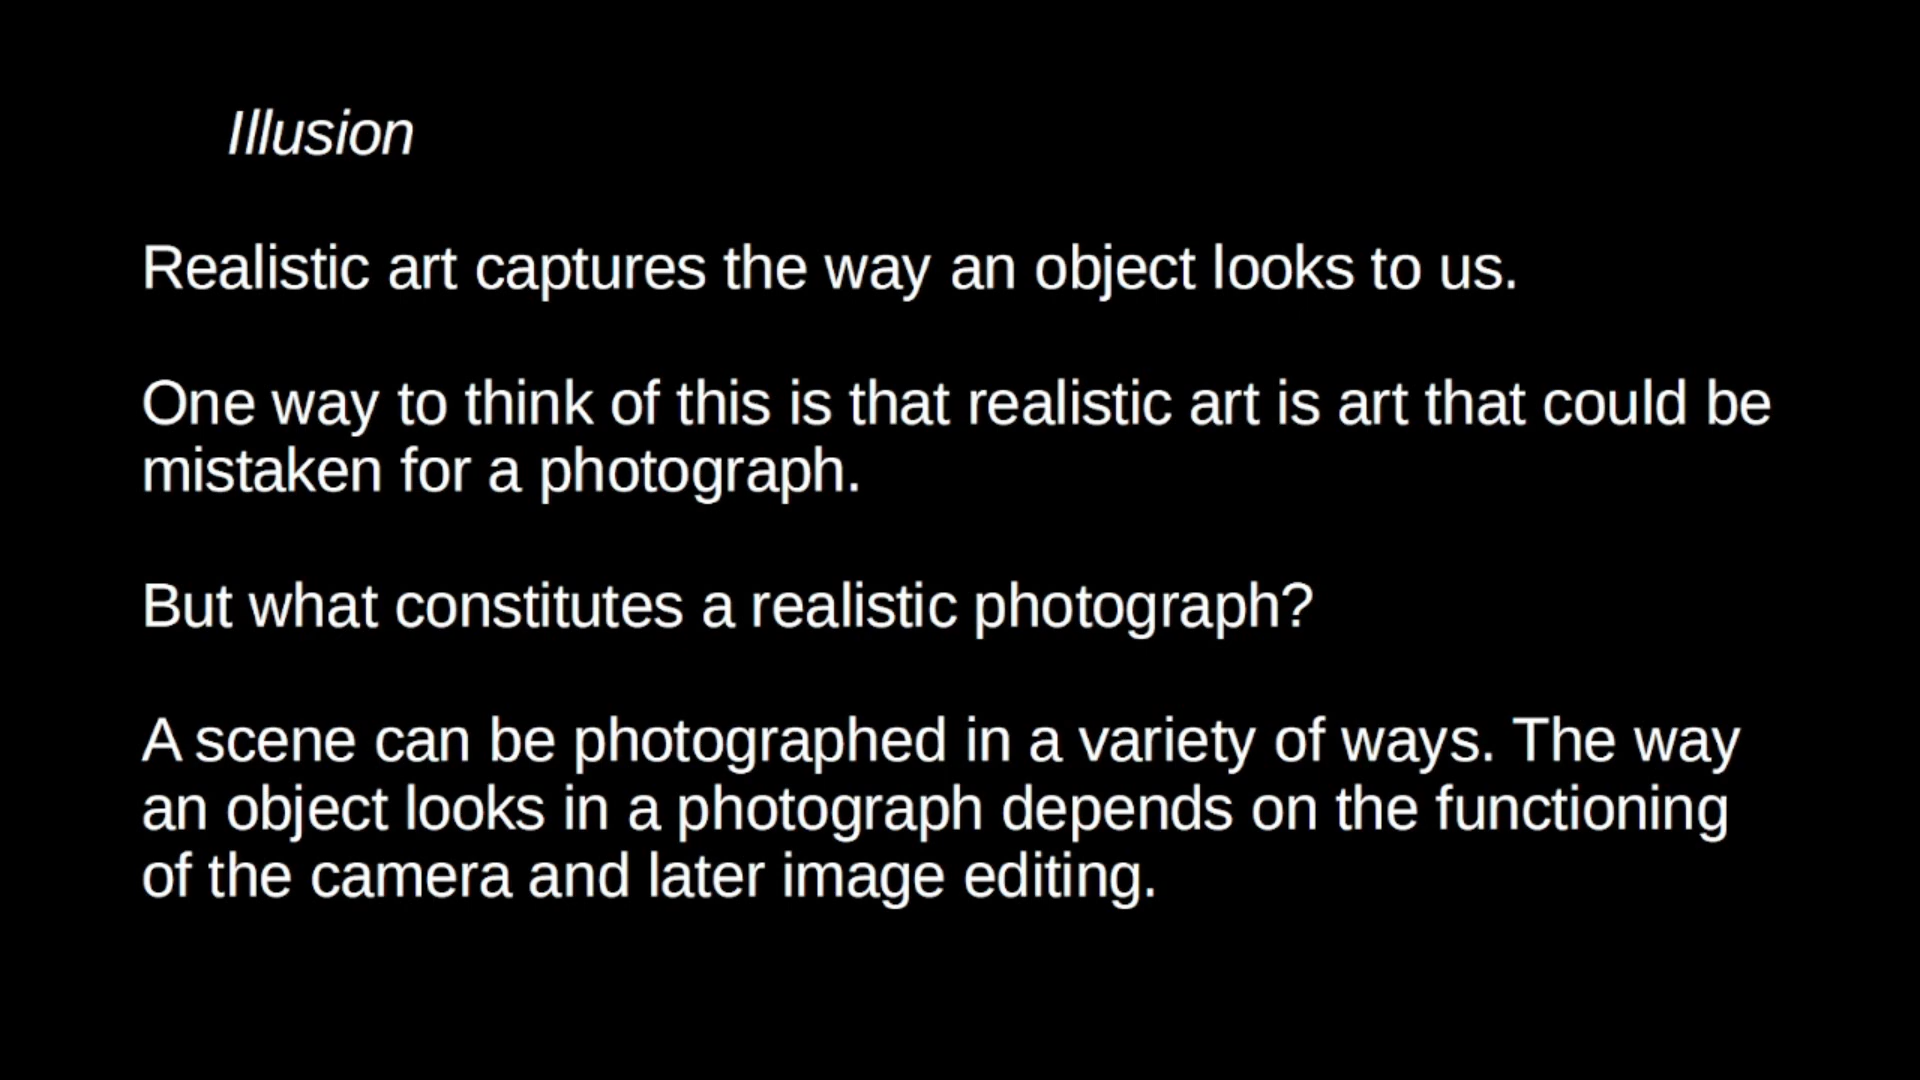 Illusion
Realistic art captures the way an object looks to us.
One way to think of this is that realistic art is art that could be
mistaken for a photograph.
But what constitutes a realistic photograph?
A scene can be photographed in a variety of ways. The way
an object looks in a photograph depends on the functioning
of the camera and later image editing.